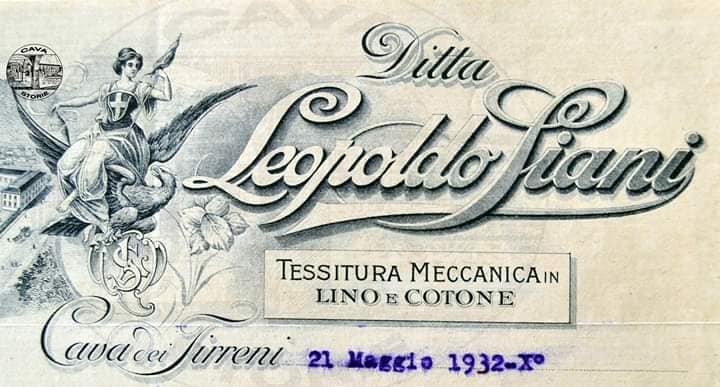 CAVA
STORIE
Ditta
Leopoldo Siani
TESSITURA MECCANICA IN
LINO E COTONE
Cava dei Tirreni 21 Maggio 1932-X°